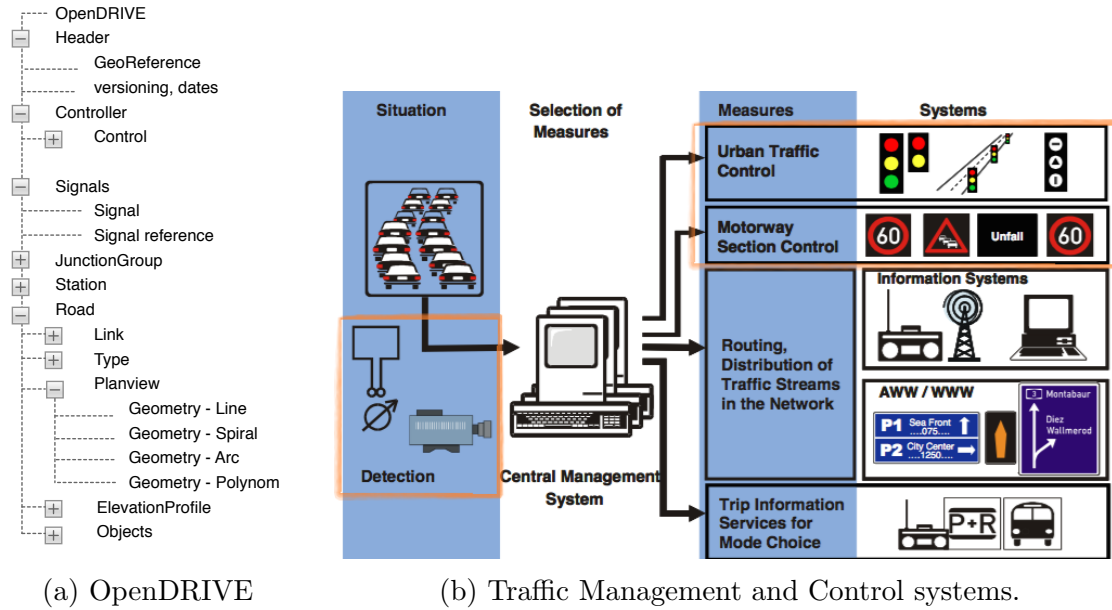 OpenDRIVE
Header
GeoReference
versioning, dates
Controller
Control
Signals
Signal
Signal reference
JunctionGroup
Station
Road
Link
Type
Planview
Geometry - Line
Geometry - Spiral
Geometry - Arc
Geometry - Polynom
ElevationProfile
Objects
(a) OpenDRIVE
Situation
Selection of
Measures
Measures
Systems
Urban Traffic
Control
Motorway
Section Control
60
Unfall
60
Detection
Central Management
System
Routing,
Distribution of
Traffic Streams
in the Network
Information Systems
AWW / WWW
P1 Sea Front
....075....
P2 City Center
....1250....
3 Montabaur
Diez
Wallmerod
Trip Information
Services for
Mode Choice
P+R
(b) Traffic Management and Control systems.